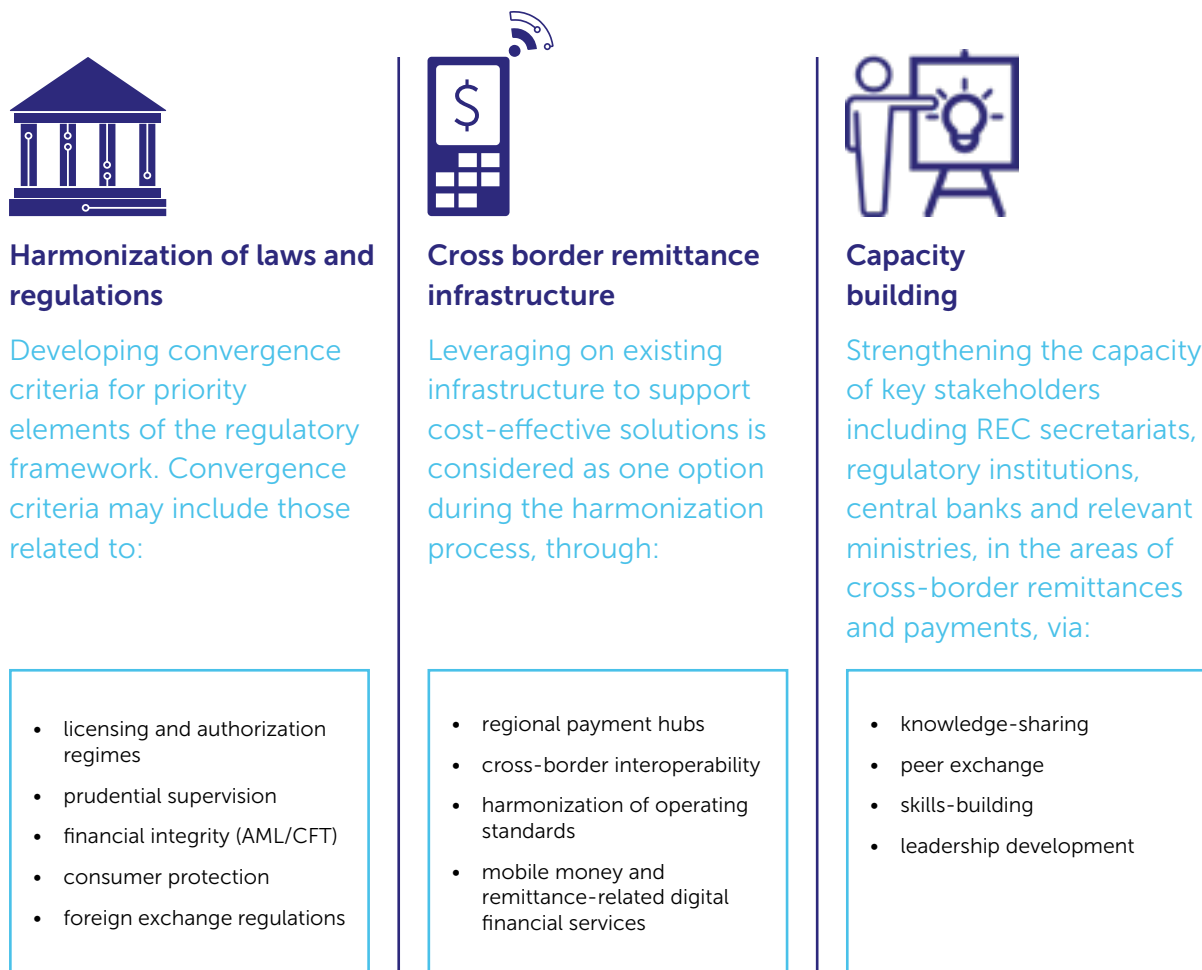 $
Harmonization of laws and
regulations
Developing convergence
criteria for priority
elements of the regulatory
framework. Convergence
criteria may include those
related to:
• licensing and authorization
regimes
• prudential supervision
• financial integrity (AML/CFT)
• consumer protection
• foreign exchange regulations
Cross border remittance
infrastructure
Leveraging on existing
infrastructure to support
cost-effective solutions is
considered as one option
during the harmonization
process, through:
• regional payment hubs
• cross-border interoperability
• harmonization of operating
standards
• mobile money and
remittance-related digital
financial services
Capacity
building
Strengthening the capacity
of key stakeholders
including REC secretariats,
regulatory institutions,
central banks and relevant
ministries, in the areas of
cross-border remittances
and payments, via:
• knowledge-sharing
• peer exchange
• skills-building
• leadership development